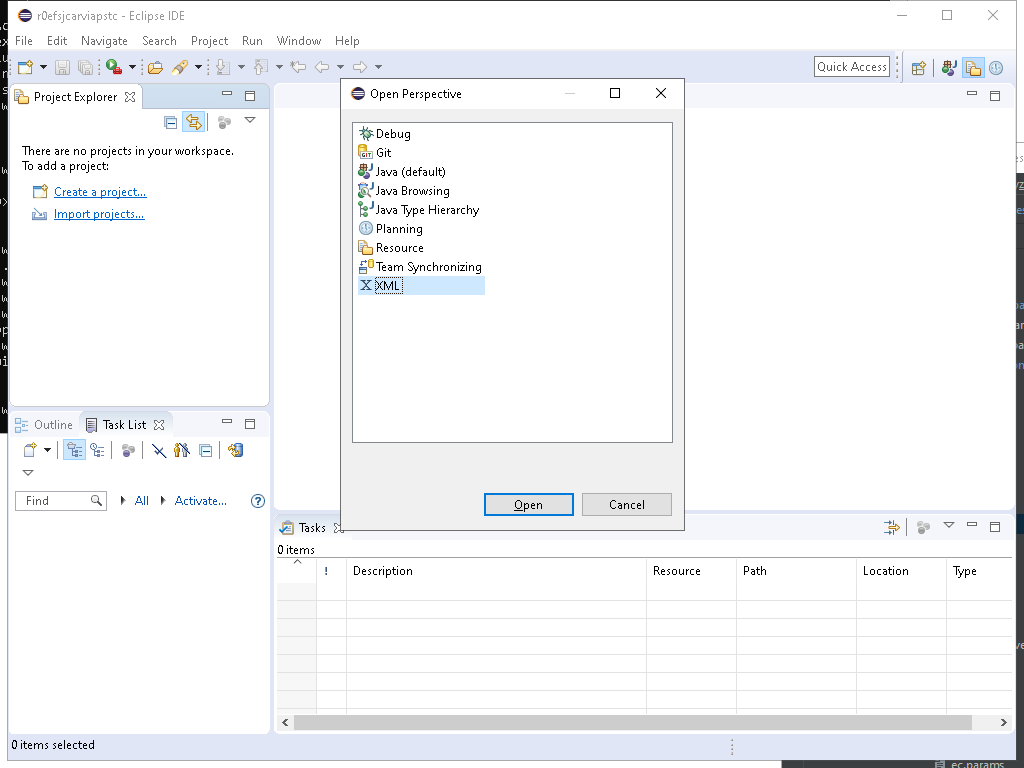 r0efsjcarviapstc - Eclipse IDE
File Edit Navigate Search Project Run Window Help
Quick Access
Project Explorer
There are no projects in your workspace.
To add a project:
Create a project...
Import projects...
Open Perspective
Debug
GIT Git
Java (default)
Java Browsing
Java Type Hierarchy
Planning
Resource
Team Synchronizing
XML
Open Cancel
Outline Task List
Find All Activate...
Tasks
0 items
! Description Resource Path Location Type
0 items selected
ec.params